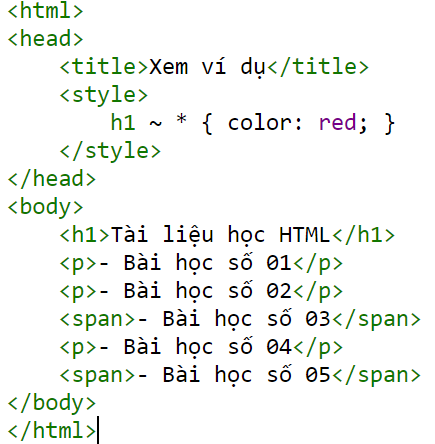 <html>
<head>
    <title>Xem ví dụ</title>
    <style>
        h1 ~ * { color: red; }
    </style>
</head>
<body>
    <h1>Tài liệu học HTML</h1>
    <p>- Bài học số 01</p>
    <p>- Bài học số 02</p>
    <span>- Bài học số 03</span>
    <p>- Bài học số 04</p>
    <span>- Bài học số 05</span>
</body>
</html>